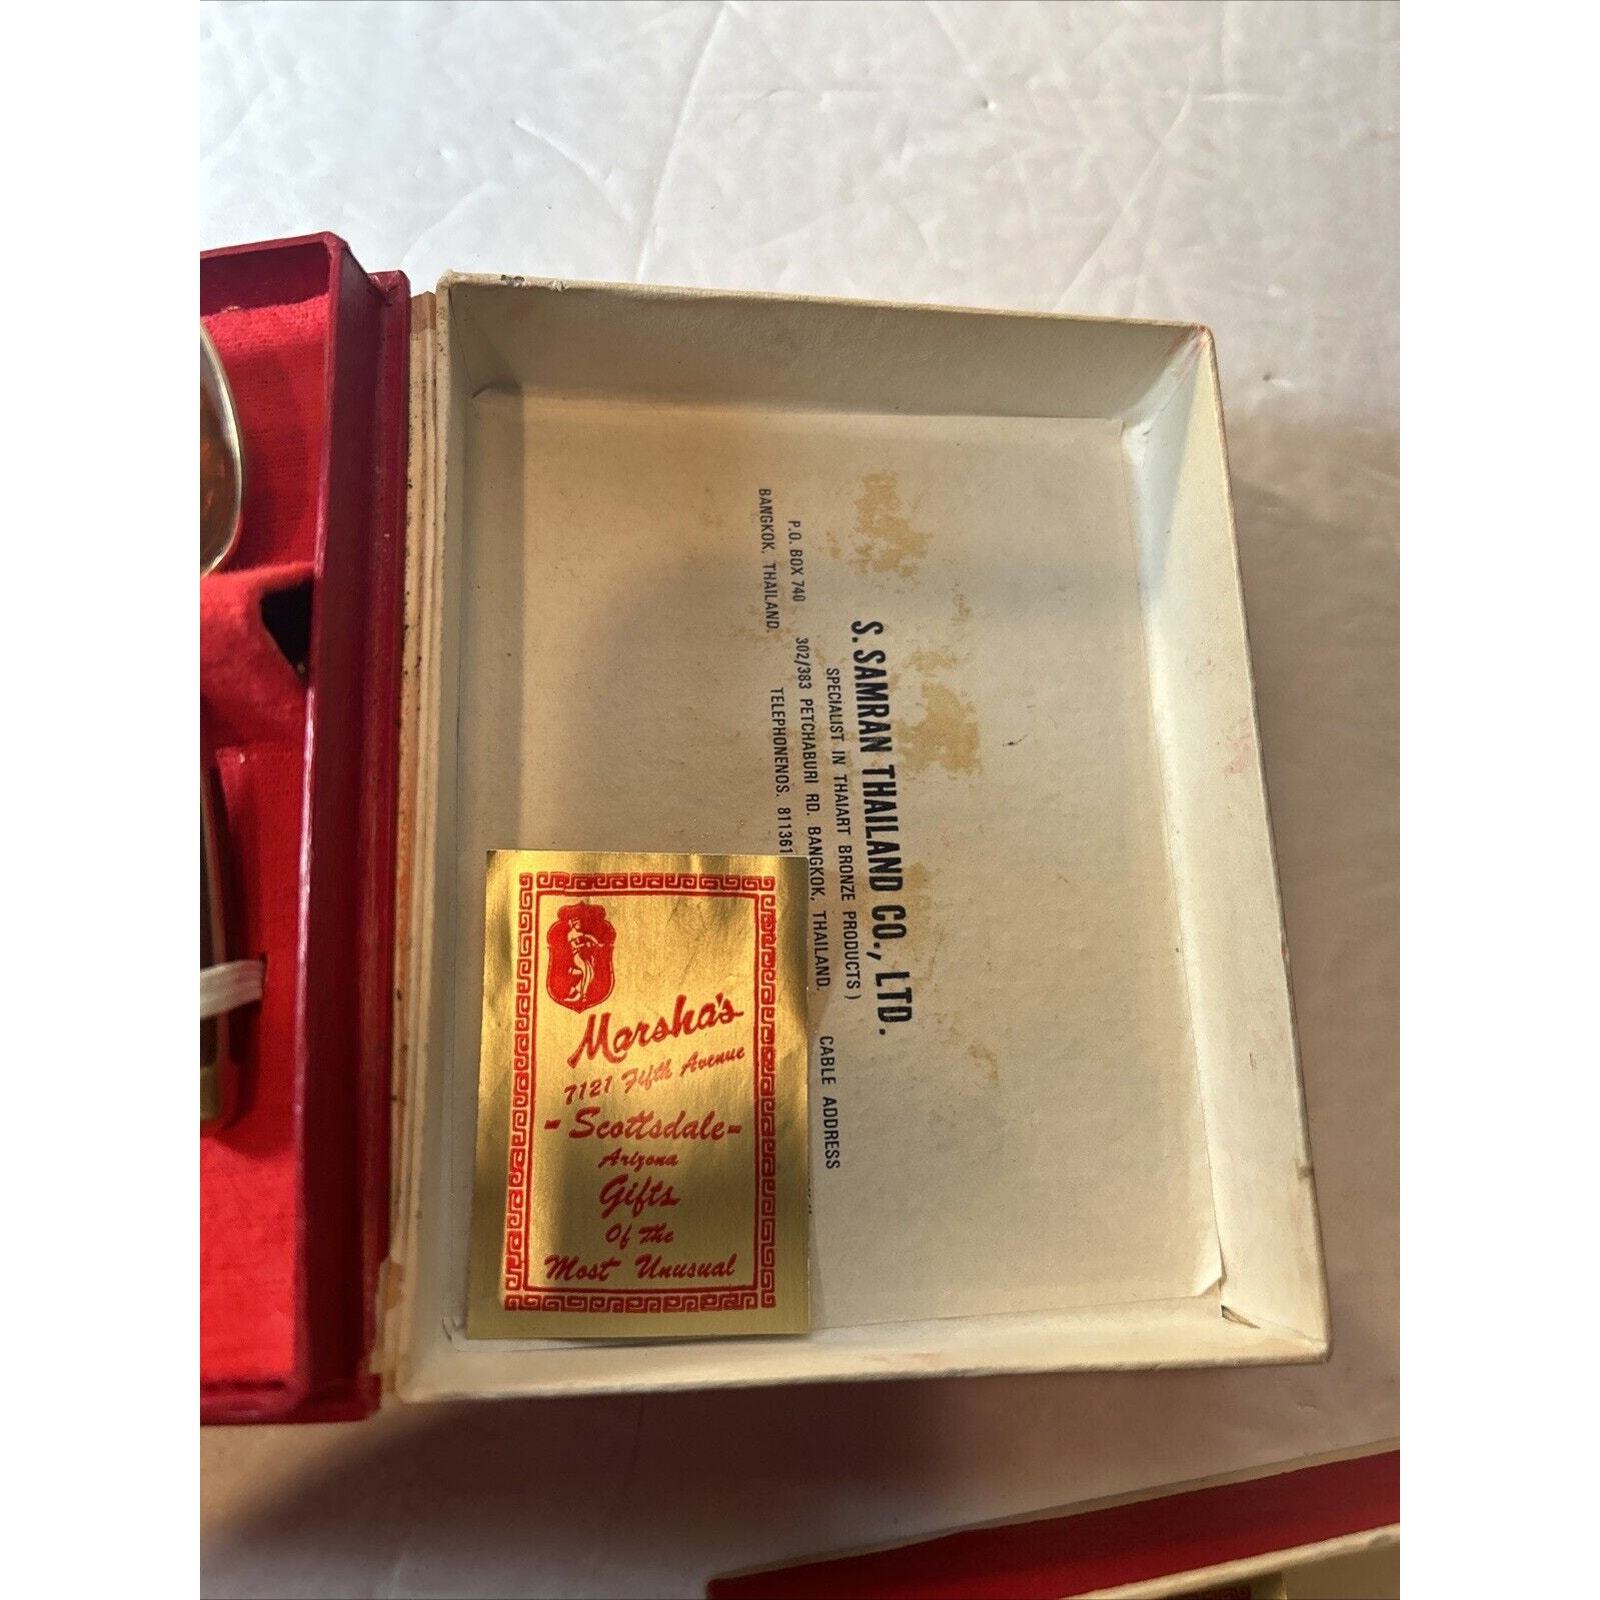 S. SAMRAN THAILAND CO., LTD.
SPECIALIST IN THAIART BRONZE PRODUCTS )
P.O. BOX 740 302/383 PETCHABURI RD. BANGKOK, THAILAND. CABLE ADDRESS
BANGKOK, THAILAND. TELEPHONENOS. 811361
Marsha's
7121 Fifth Avenue
- Scottsdale -
Arizona
Gifts
Of The
Most Unusual